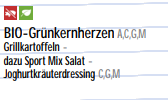 BIO-Grünkernherzen A,C,G,M
Grillkartoffeln -
dazu Sport Mix Salat -
Joghurtkräuterdressing C,G,M